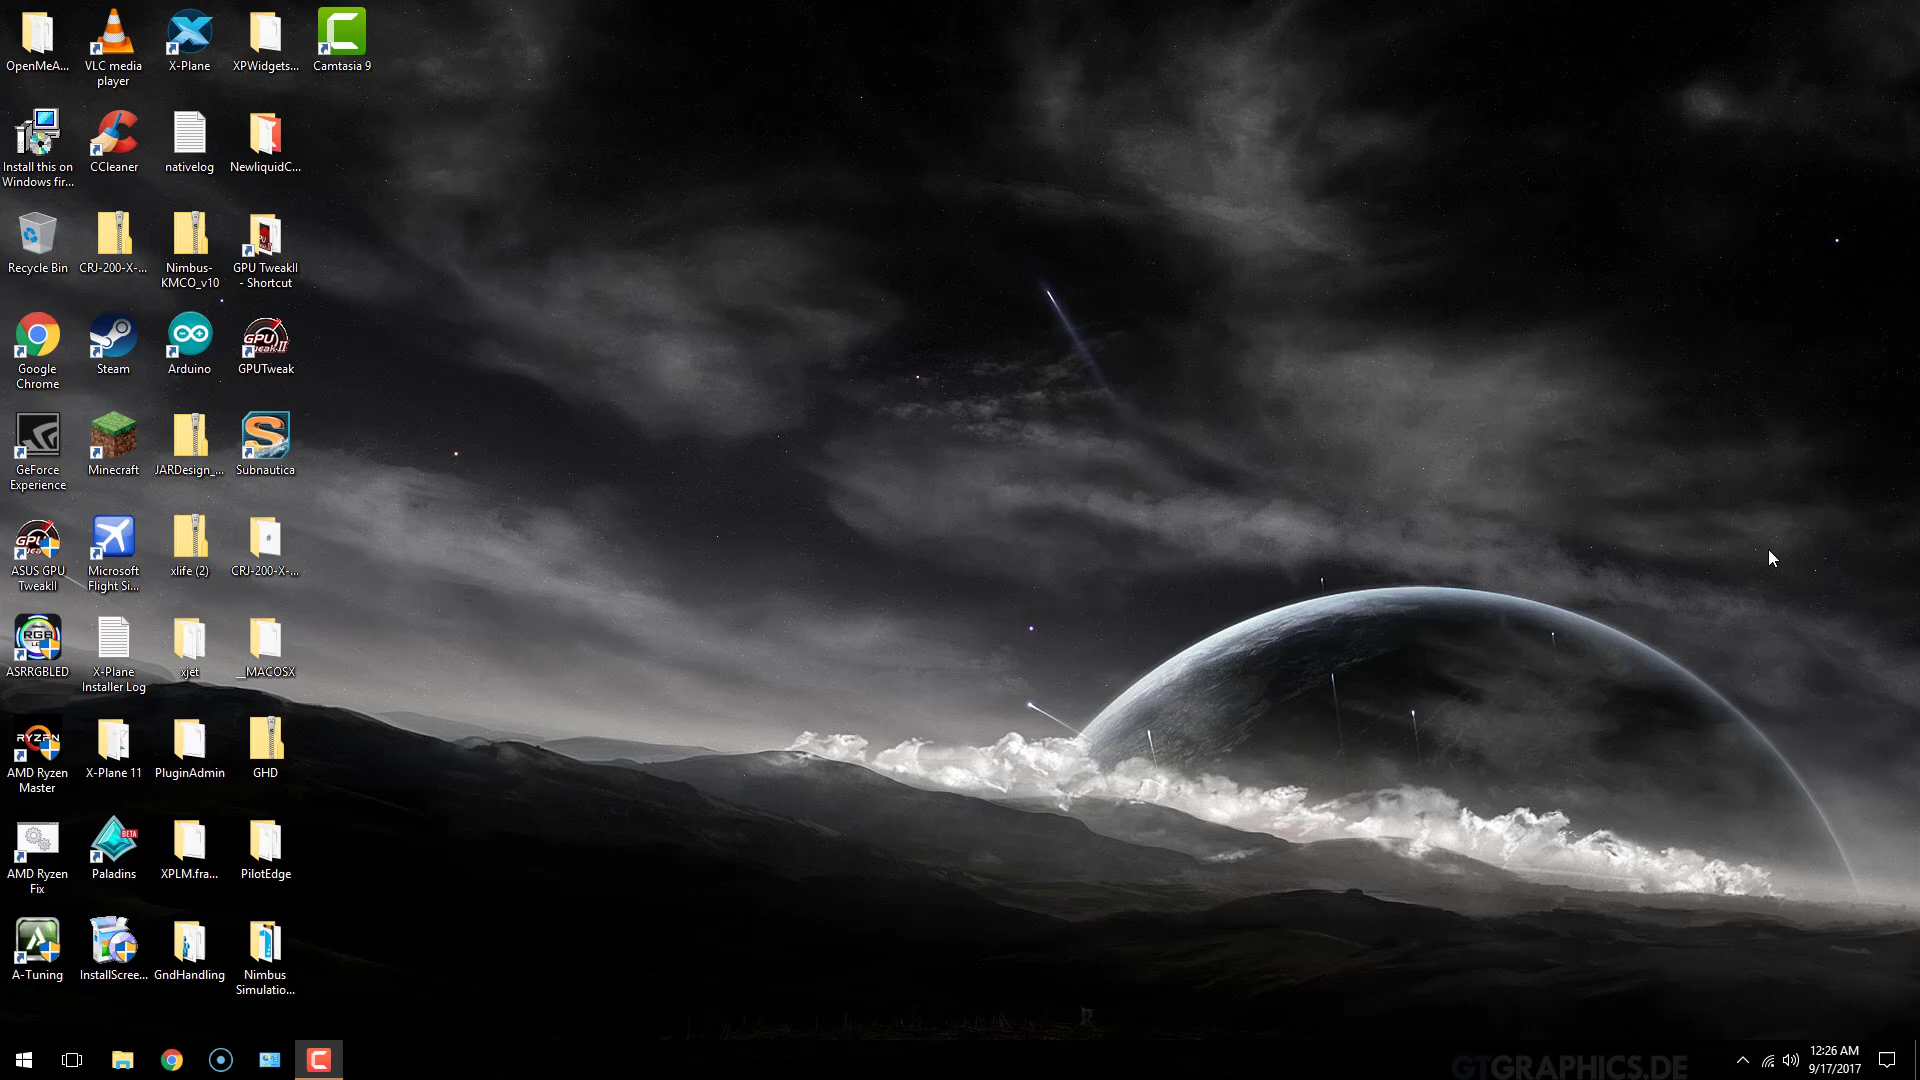 OpenMeA...
VLC media
player
X-Plane
XPWidgets...
Camtasia 9
Install this on
Windows fir...
CCleaner
nativelog
NewliquidC...
Recycle Bin
CRJ-200-X-...
Nimbus-
KMCO_v10
GPU TweakII
- Shortcut
Google
Chrome
Steam
Arduino
GPUTweak
GeForce
Experience
Minecraft
JARDesign_...
Subnautica
ASUS GPU
TweakII
Microsoft
Flight Si...
xlife (2)
CRJ-200-X-...
RGB
ASRRGBLED
X-Plane
Installer Log
xjet
__MACOSX
RYZEN
AMD Ryzen
Master
X-Plane 11
PluginAdmin
GHD
AMD Ryzen
Fix
BETA
Paladins
XPLM.fra...
PilotEdge
A-Tuning
InstallScree...
GndHandling
Nimbus
Simulatio...
GTGRAPHICS.DE
12:26 AM
9/17/2017